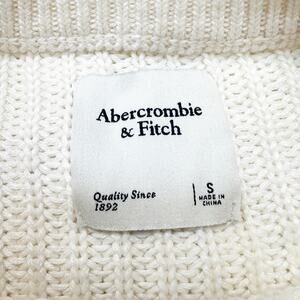 Abercrombie
& Fitch
Quality Since
1892
S
MADE IN
CHINA